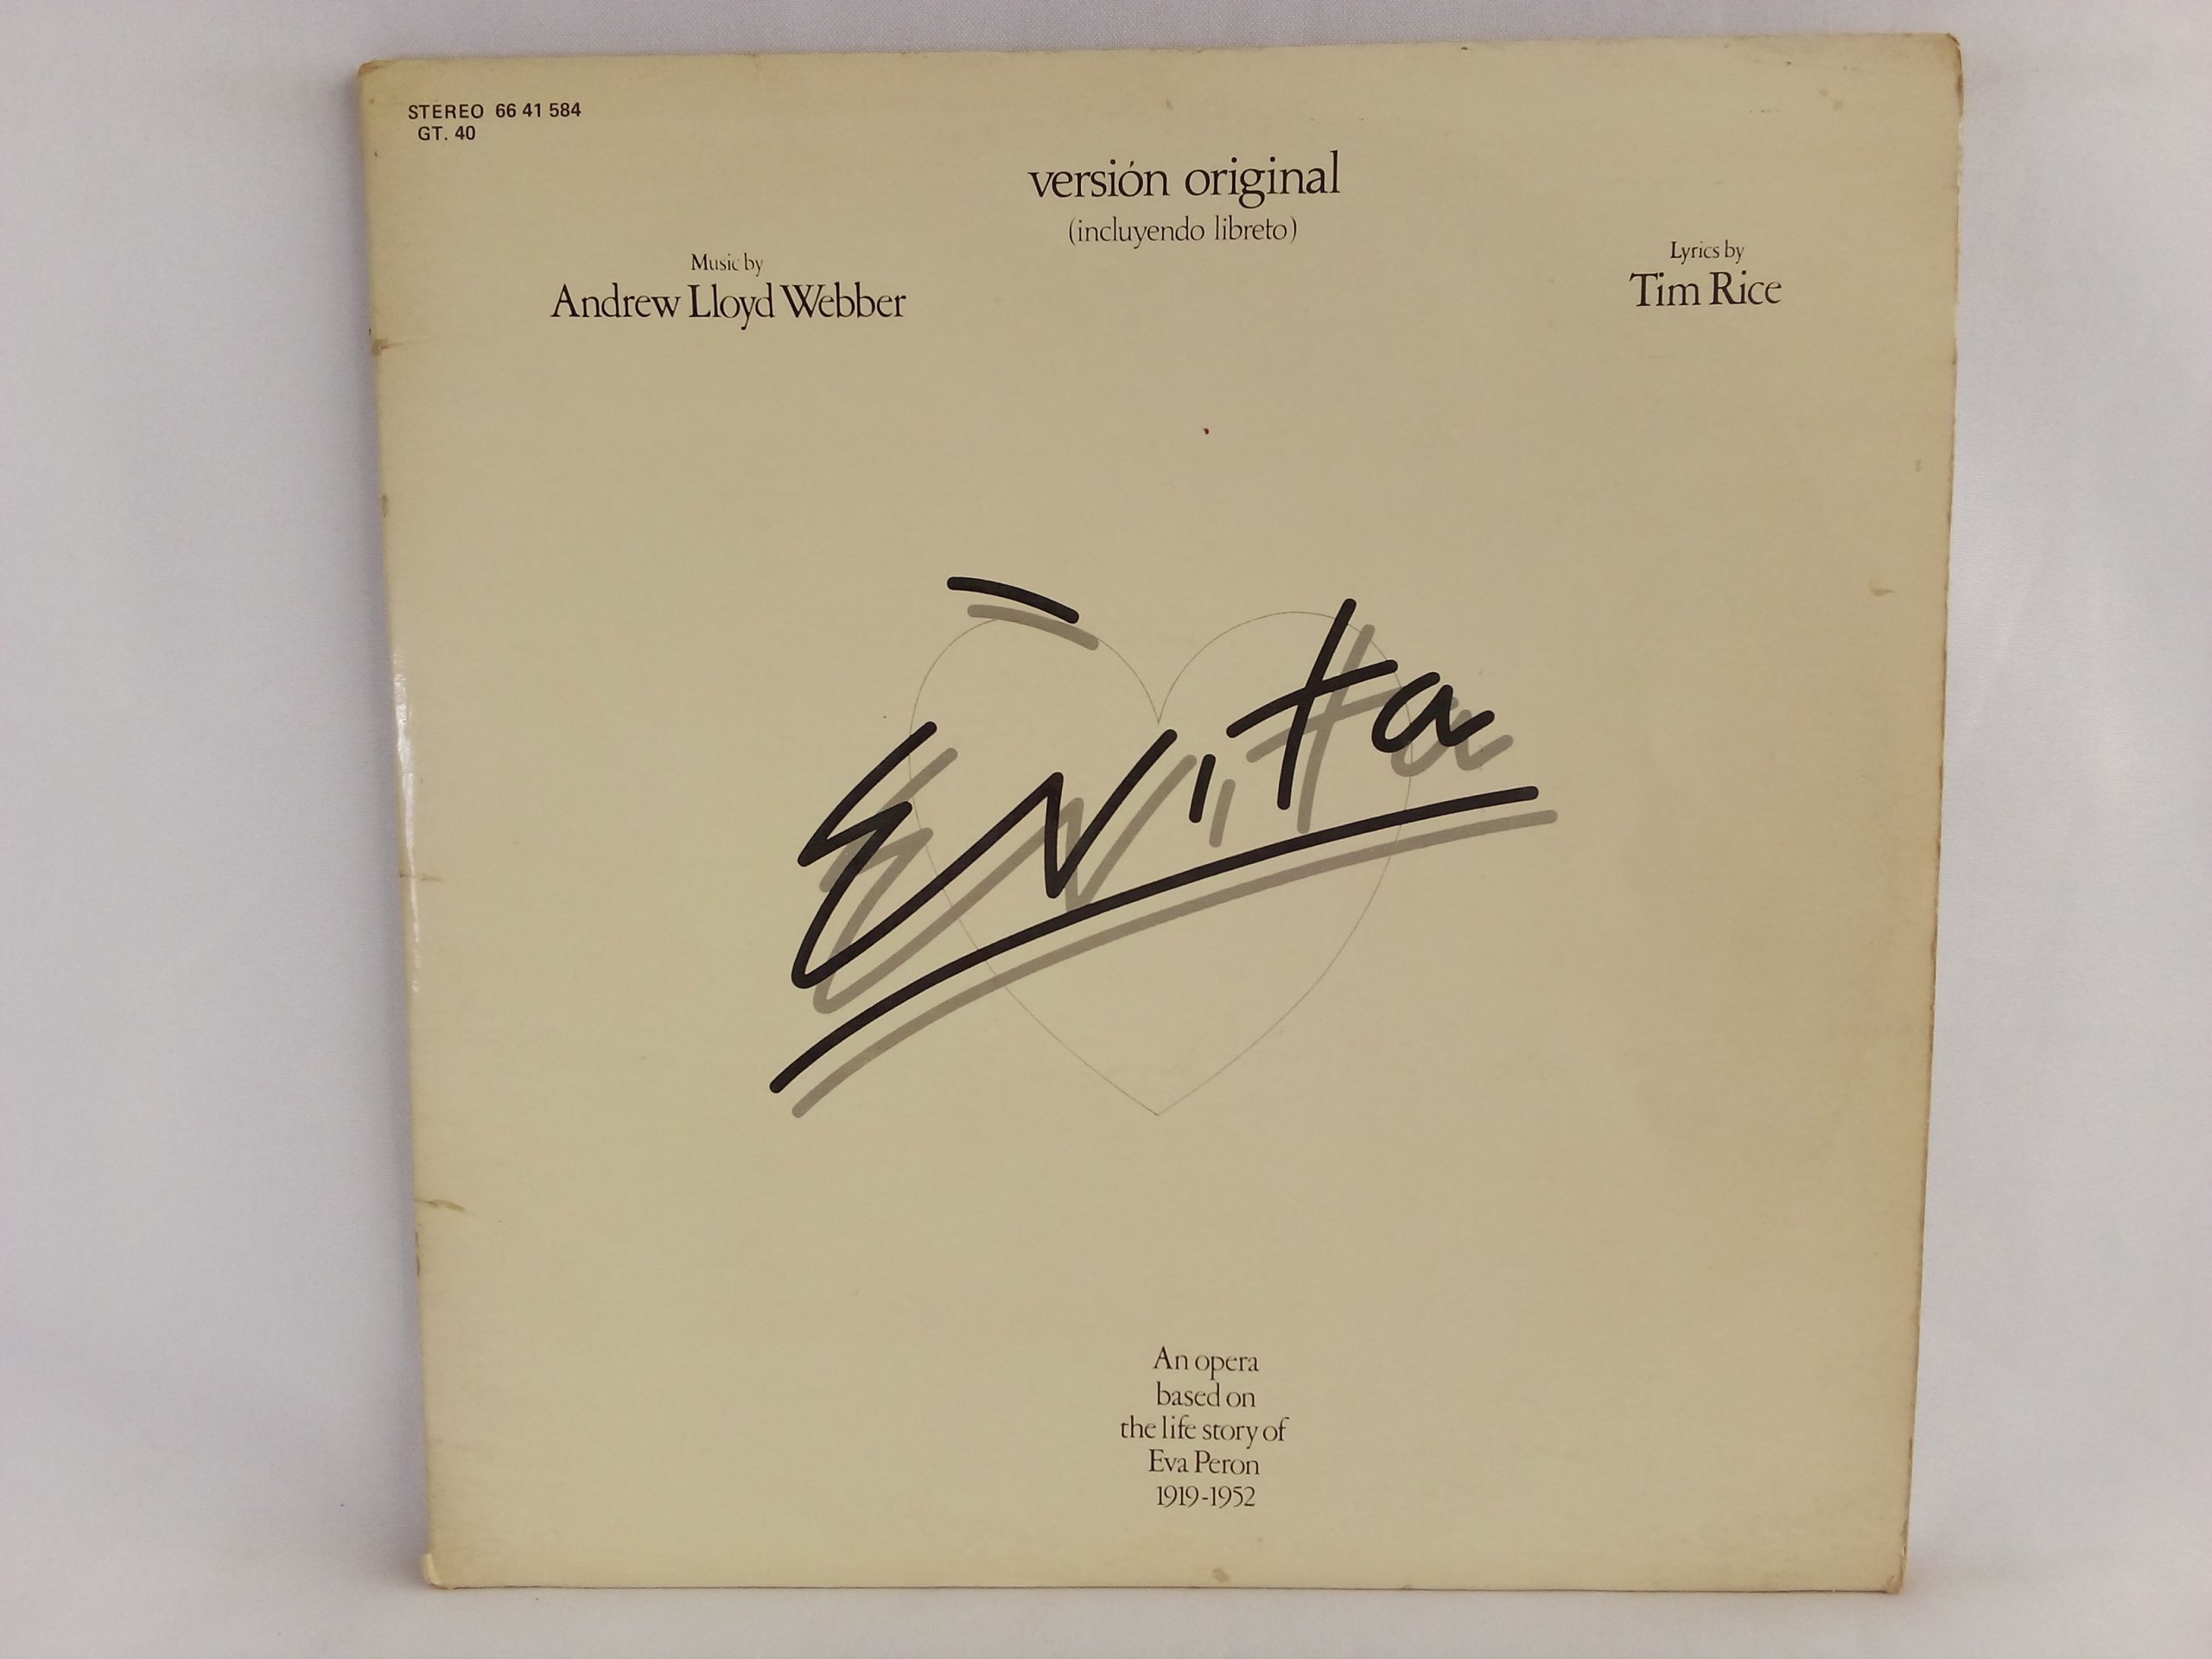 STEREO 66 41 584
GT. 40
versión original
(incluyendo libreto)
Music by
Andrew Lloyd Webber
Lyrics by
Tim Rice
Evita
An opera
based on
the life story of
Eva Peron
1919-1952